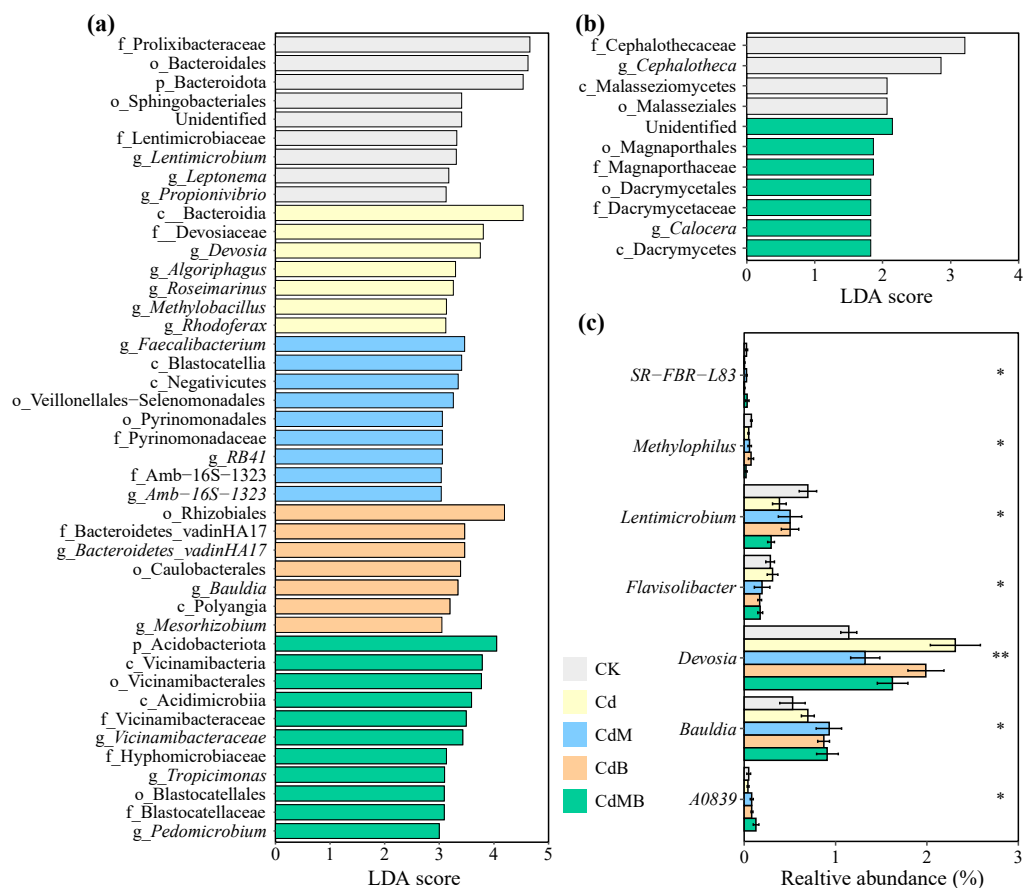 (a)
f_Prolixibacteraceae
o_Bacteroidales
p_Bacteroidota
o_Sphingobacteriales
Unidentified
f_Lentimicrobiaceae
g_Lentimicrobium
g_Leptonema
g_Propionivibrio
c__Bacteroidia
f__Devosiaceae
g_Devosia
g_Algoriphagus
g_Roseimarinus
g_Methylobacillus
g_Rhodoferax
g_Faecalibacterium
c_Blastocatellia
c_Negativicutes
o_Veillonellales−Selenomonadales
o_Pyrinomonadales
f_Pyrinomonadaceae
g_RB41
f_Amb−16S−1323
g_Amb−16S−1323
o_Rhizobiales
f_Bacteroidetes_vadinHA17
g_Bacteroidetes_vadinHA17
o_Caulobacterales
g_Bauldia
c_Polyangia
g_Mesorhizobium
p_Acidobacteriota
c_Vicinamibacteria
o_Vicinamibacterales
c_Acidimicrobiia
f_Vicinamibacteraceae
g_Vicinamibacteraceae
f_Hyphomicrobiaceae
g_Tropicimonas
o_Blastocatellales
f_Blastocatellaceae
g_Pedomicrobium
0 1 2 3 4 5
LDA score
(b)
f_Cephalothecaceae
g_Cephalotheca
c_Malasseziomycetes
o_Malasseziales
Unidentified
o_Magnaporthales
f_Magnaporthaceae
o_Dacrymycetales
f_Dacrymycetaceae
g_Calocera
c_Dacrymycetes
0 1 2 3 4
LDA score
(c)
SR−FBR−L83 *
Methylophilus *
Lentimicrobium *
Flavisolibacter *
Devosia **
Bauldia *
A0839 *
0 1 2 3
Realtive abundance (%)
CK
Cd
CdM
CdB
CdMB